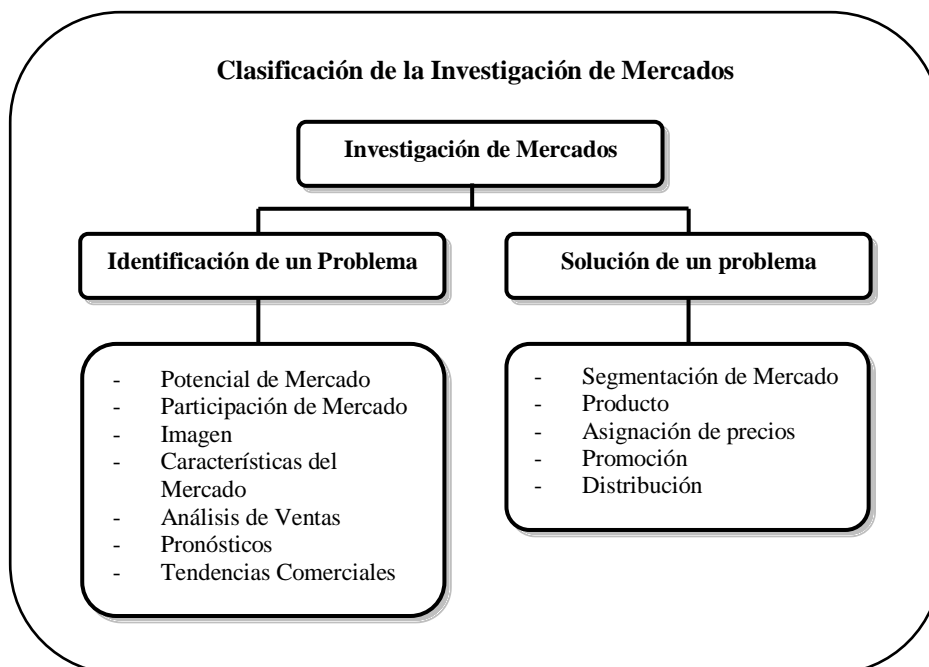 Clasificación de la Investigación de Mercados
Investigación de Mercados
Identificación de un Problema
- Potencial de Mercado
- Participación de Mercado
- Imagen
- Características del
Mercado
- Análisis de Ventas
- Pronósticos
- Tendencias Comerciales
Solución de un problema
- Segmentación de Mercado
- Producto
- Asignación de precios
- Promoción
- Distribución